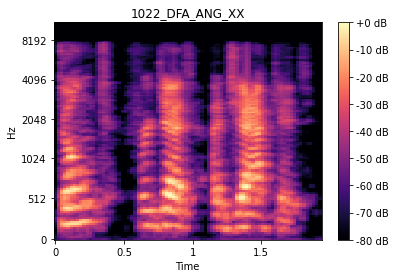 1022_DFA_ANG_XX
+0 dB
8192
-10 dB
4096
-20 dB
-30 dB
2048
-40 dB
Hz
1024
-50 dB
512
-60 dB
-70 dB
0
-80 dB
0 0.5 1 1.5
Time